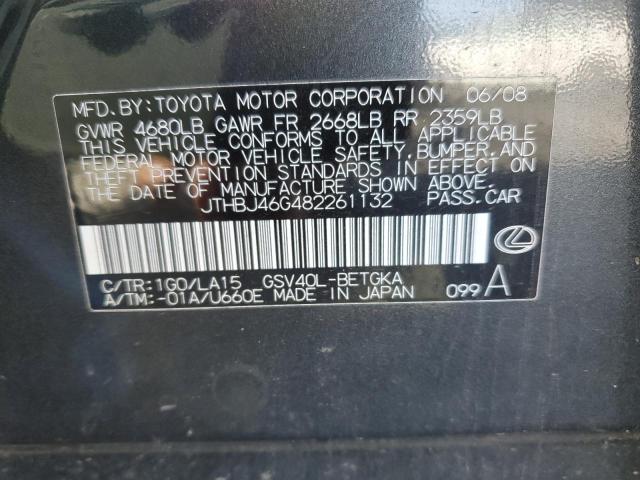 MFD. BY: TOYOTA MOTOR CORPORATION 06/08
GVWR 4680LB GAWR FR 2668LB RR 2359LB
THIS VEHICLE CONFORMS TO ALL APPLICABLE
FEDERAL MOTOR VEHICLE SAFETY, BUMPER, AND
THEFT PREVENTION STANDARDS IN EFFECT ON
THE DATE OF MANUFACTURE SHOWN ABOVE.
JTHBJ46G482261132 PASS. CAR
C/TR: 1G0/LA15 GSV40L-BETGKA
A/TM: -01A/U660E MADE IN JAPAN 099 A